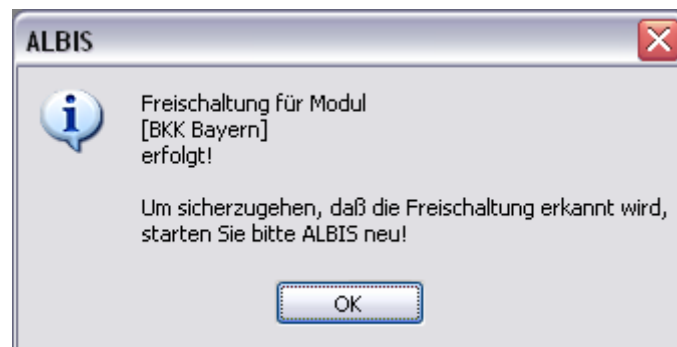 ALBIS
Freischaltung für Modul
[BKK Bayern]
erfolgt!
Um sicherzugehen, daß die Freischaltung erkannt wird,
starten Sie bitte ALBIS neu!
OK